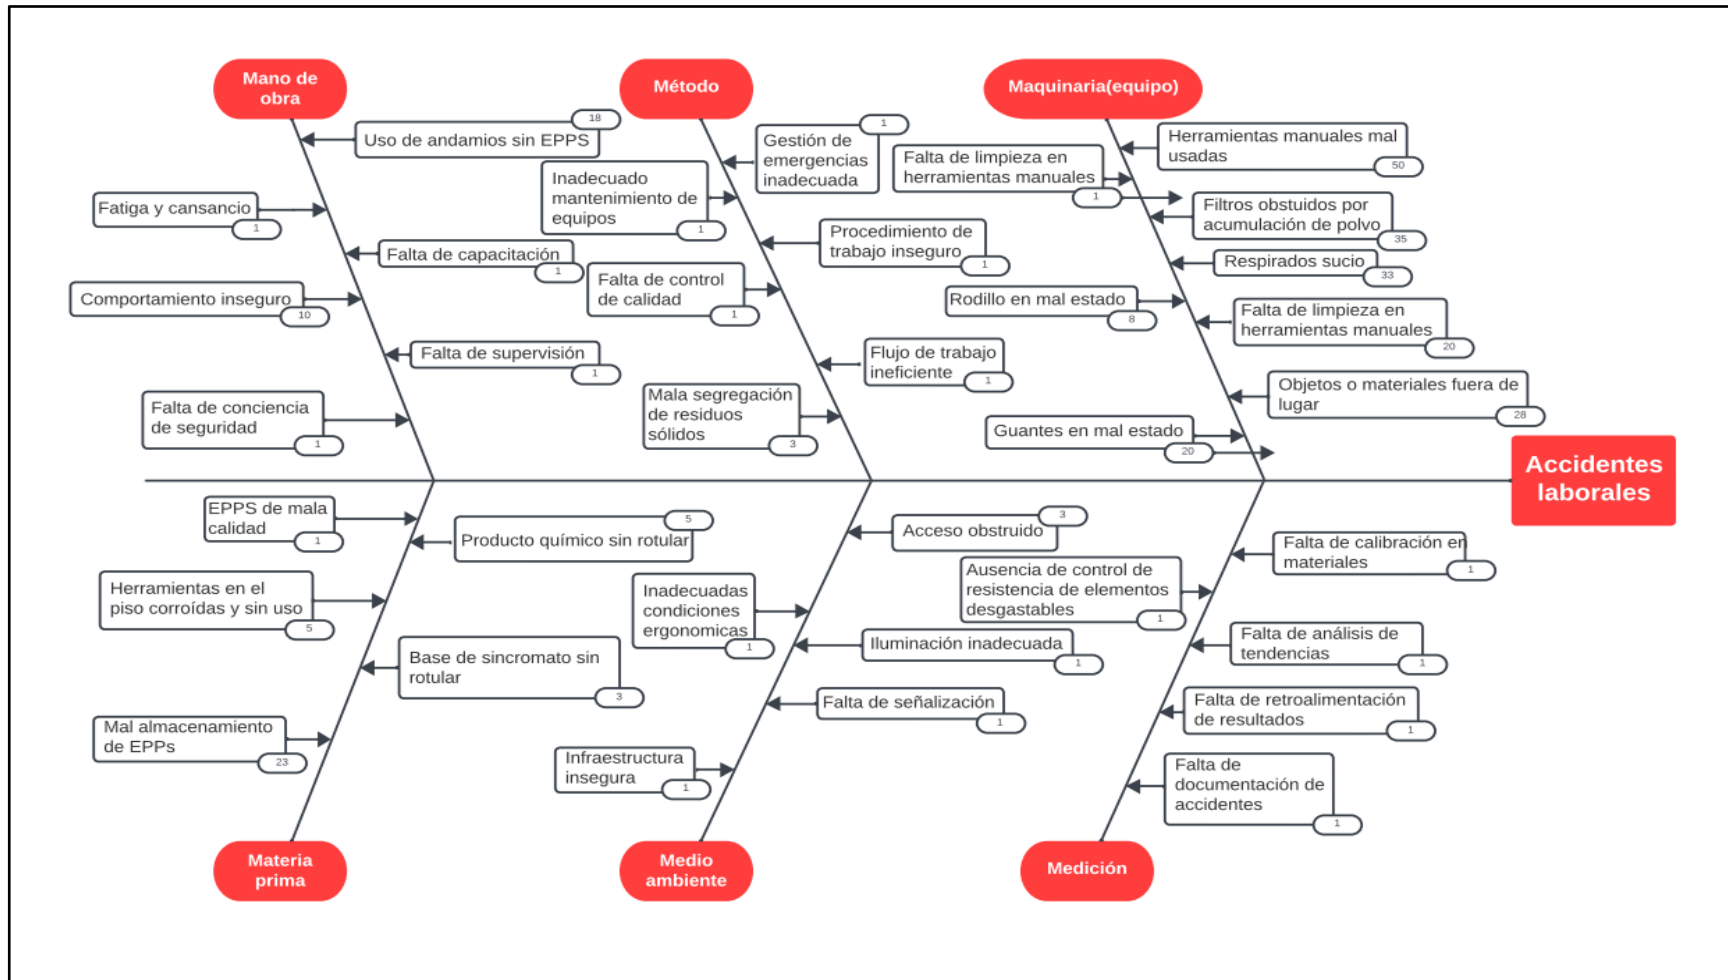 Mano de
obra
Uso de andamios sin EPPS
18
Fatiga y cansancio
1
Falta de capacitación
1
Comportamiento inseguro
10
Falta de supervisión
1
Falta de conciencia
de seguridad
1
Método
Gestión de
emergencias
inadecuada
1
Inadecuado
mantenimiento de
equipos
1
Procedimiento de
trabajo inseguro
1
Falta de control
de calidad
1
Flujo de trabajo
ineficiente
1
Mala segregación
de residuos
sólidos
3
Maquinaria(equipo)
Herramientas manuales mal
usadas
50
Falta de limpieza en
herramientas manuales
1
Filtros obstuidos por
acumulación de polvo
35
Respirados sucio
33
Rodillo en mal estado
8
Falta de limpieza en
herramientas manuales
20
Objetos o materiales fuera de
lugar
28
Guantes en mal estado
20
Accidentes
laborales
EPPS de mala
calidad
1
Producto químico sin rotular
5
Herramientas en el
piso corroídas y sin uso
5
Base de sincromato sin
rotular
3
Mal almacenamiento
de EPPs
23
Materia
prima
Acceso obstruido
3
Inadecuadas
condiciones
ergonomicas
1
Iluminación inadecuada
1
Falta de señalización
1
Infraestructura
insegura
1
Medio
ambiente
Falta de calibración en
materiales
1
Ausencia de control de
resistencia de elementos
desgastables
1
Falta de análisis de
tendencias
1
Falta de retroalimentación
de resultados
1
Falta de
documentación de
accidentes
1
Medición